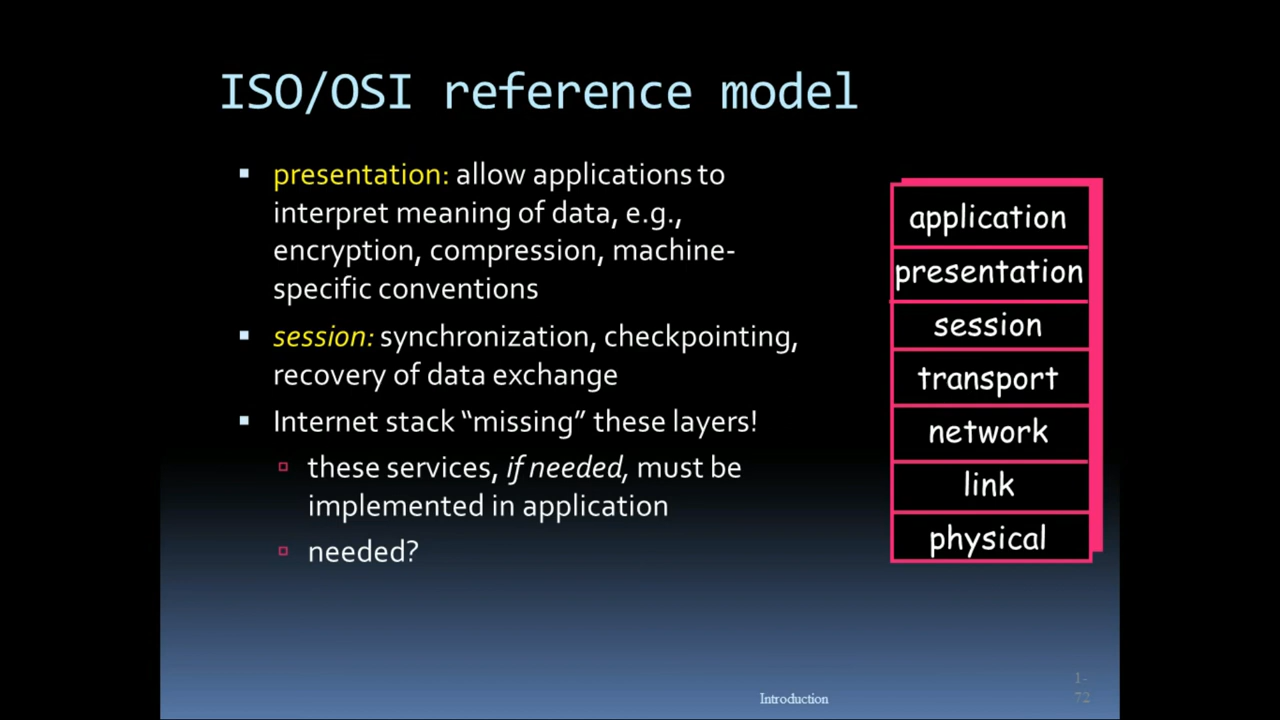 ISO/OSI reference model
presentation: allow applications to
interpret meaning of data, e.g.,
encryption, compression, machine-
specific conventions
session: synchronization, checkpointing,
recovery of data exchange
Internet stack “missing” these layers!
these services, if needed, must be
implemented in application
needed?
application
presentation
session
transport
network
link
physical
Introduction
1-
72